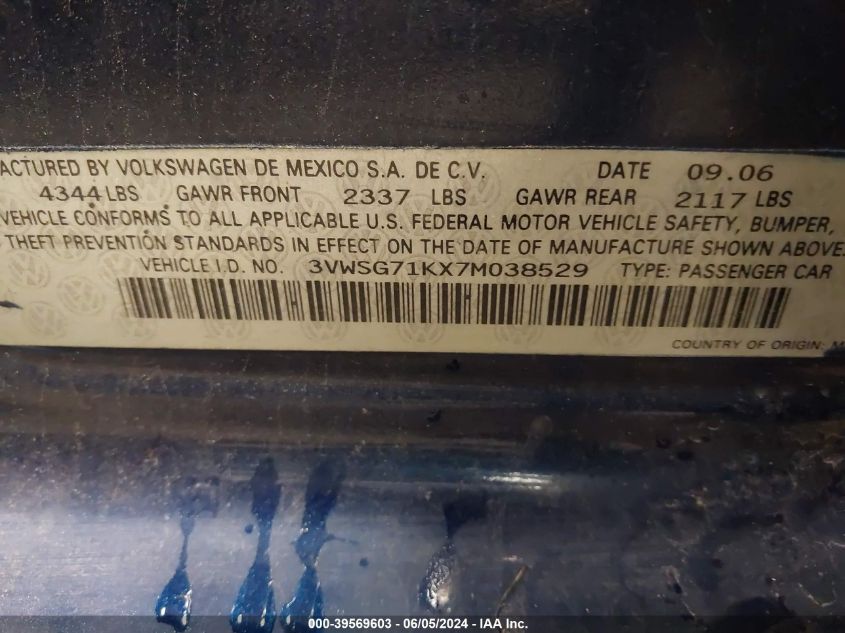 ACTURED BY VOLKSWAGEN DE MEXICO S.A. DE C.V. DATE 09.06
4344 LBS GAWR FRONT 2337 LBS GAWR REAR 2117 LBS
VEHICLE CONFORMS TO ALL APPLICABLE U.S. FEDERAL MOTOR VEHICLE SAFETY, BUMPER,
THEFT PREVENTION STANDARDS IN EFFECT ON THE DATE OF MANUFACTURE SHOWN ABOVE.
VEHICLE I.D. NO. 3VWSG71KX7M038529 TYPE: PASSENGER CAR
COUNTRY OF ORIGIN: M
000-39569603 - 06/05/2024 - IAA Inc.